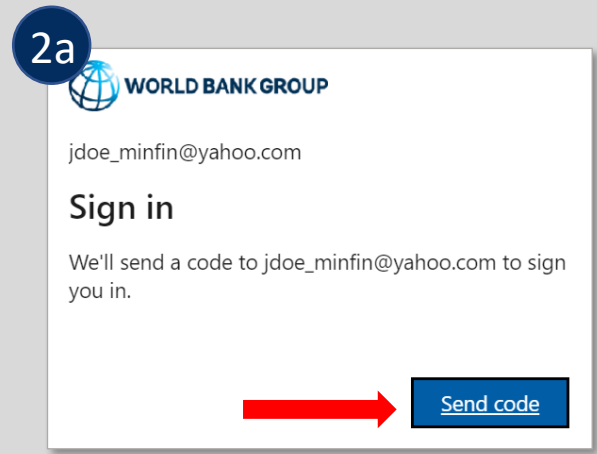 2a
WORLD BANK GROUP
jdoe_minfin@yahoo.com
Sign in
We'll send a code to jdoe_minfin@yahoo.com to sign
you in.
Send code